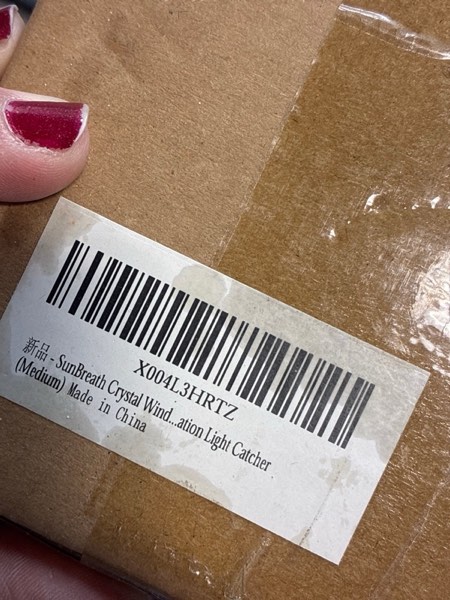 X004L3HRTZ
新品 - SunBreath Crystal Wind...ation Light Catcher
(Medium) Made in China